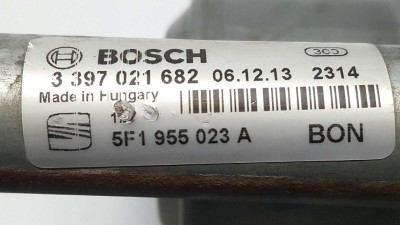 BOSCH
3 397 021 682 06.12.13 2314
Made in Hungary
5F1 955 023 A BON